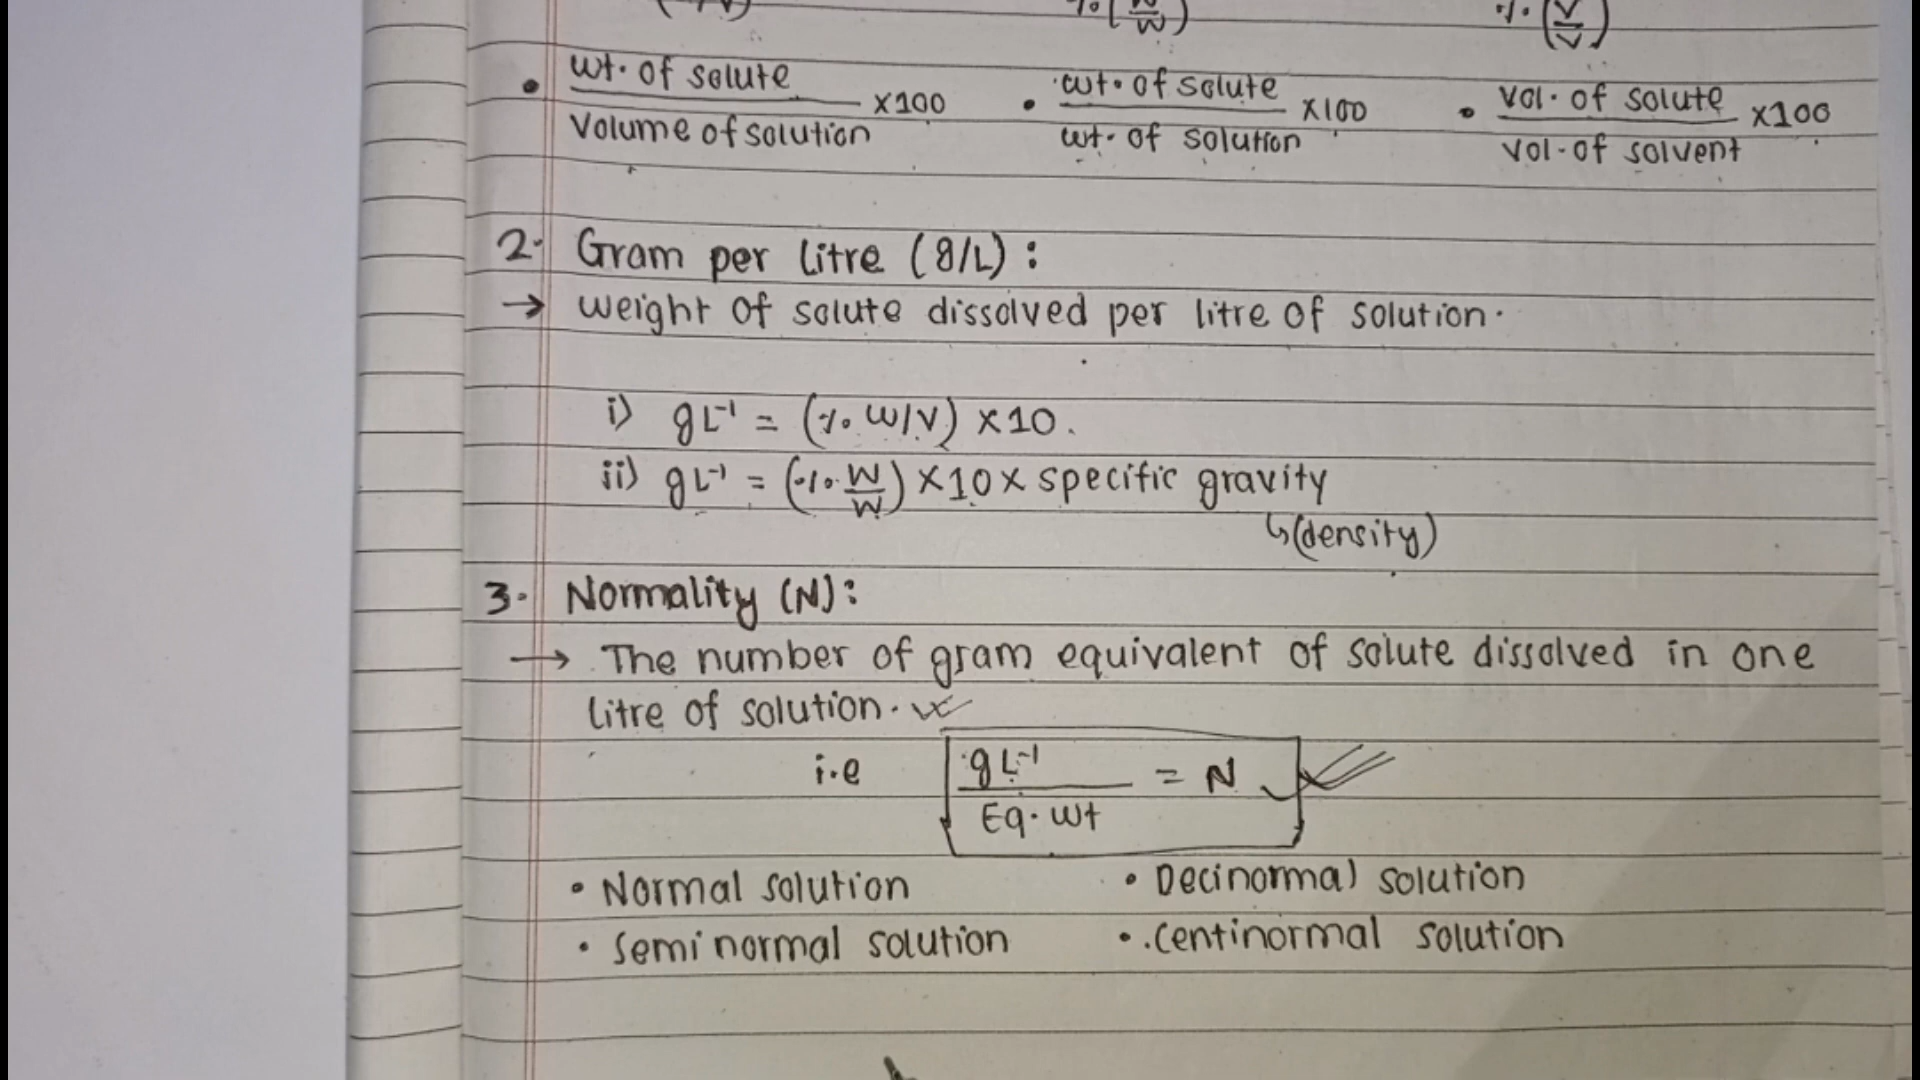 % (W/W) % (V/V)
• wt. of solute / Volume of solution ×100 • wt. of solute / wt. of solution ×100 • Vol. of solute / Vol. of solvent ×100
2. Gram per litre (g/L) :
→ Weight of solute dissolved per litre of solution.
i) gL⁻¹ = (% W/V) ×10.
ii) gL⁻¹ = (% W/W) ×10× specific gravity
↳(density)
3. Normality (N):
→ The number of gram equivalent of solute dissolved in one
litre of solution.
i.e gL⁻¹ / Eq. wt = N
• Normal solution • Decinormal solution
• Semi normal solution • Centinormal solution